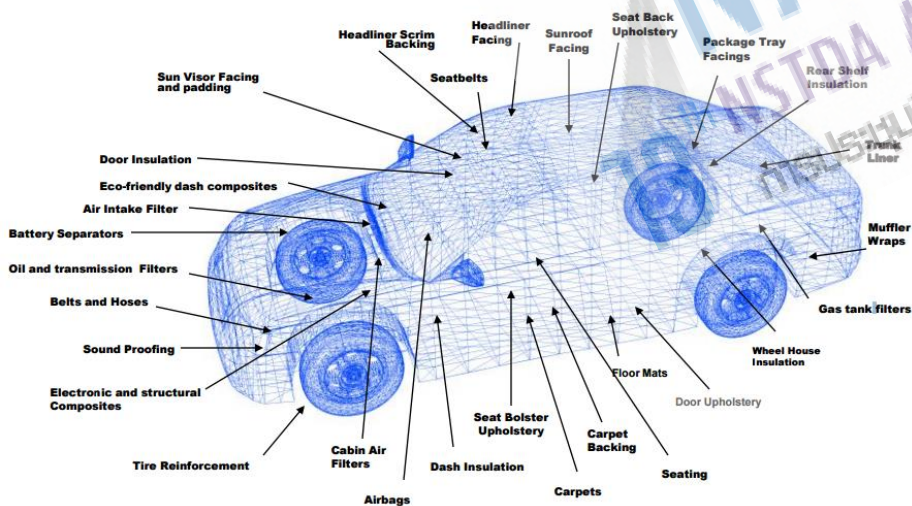 Headliner Scrim
Backing
Headliner
Facing
Sunroof
Facing
Seat Back
Upholstery
Package Tray
Facings
Rear Shelf
Insulation
Sun Visor Facing
and padding
Seatbelts
Trunk
Liner
Door Insulation
Eco-friendly dash composites
Air Intake Filter
Battery Separators
Muffler
Wraps
Oil and transmission Filters
Belts and Hoses
Gas tank filters
Sound Proofing
Wheel House
Insulation
Floor Mats
Electronic and structural
Composites
Door Upholstery
Seat Bolster
Upholstery
Carpet
Backing
Cabin Air
Filters
Tire Reinforcement
Dash Insulation
Seating
Carpets
Airbags
NSTDA